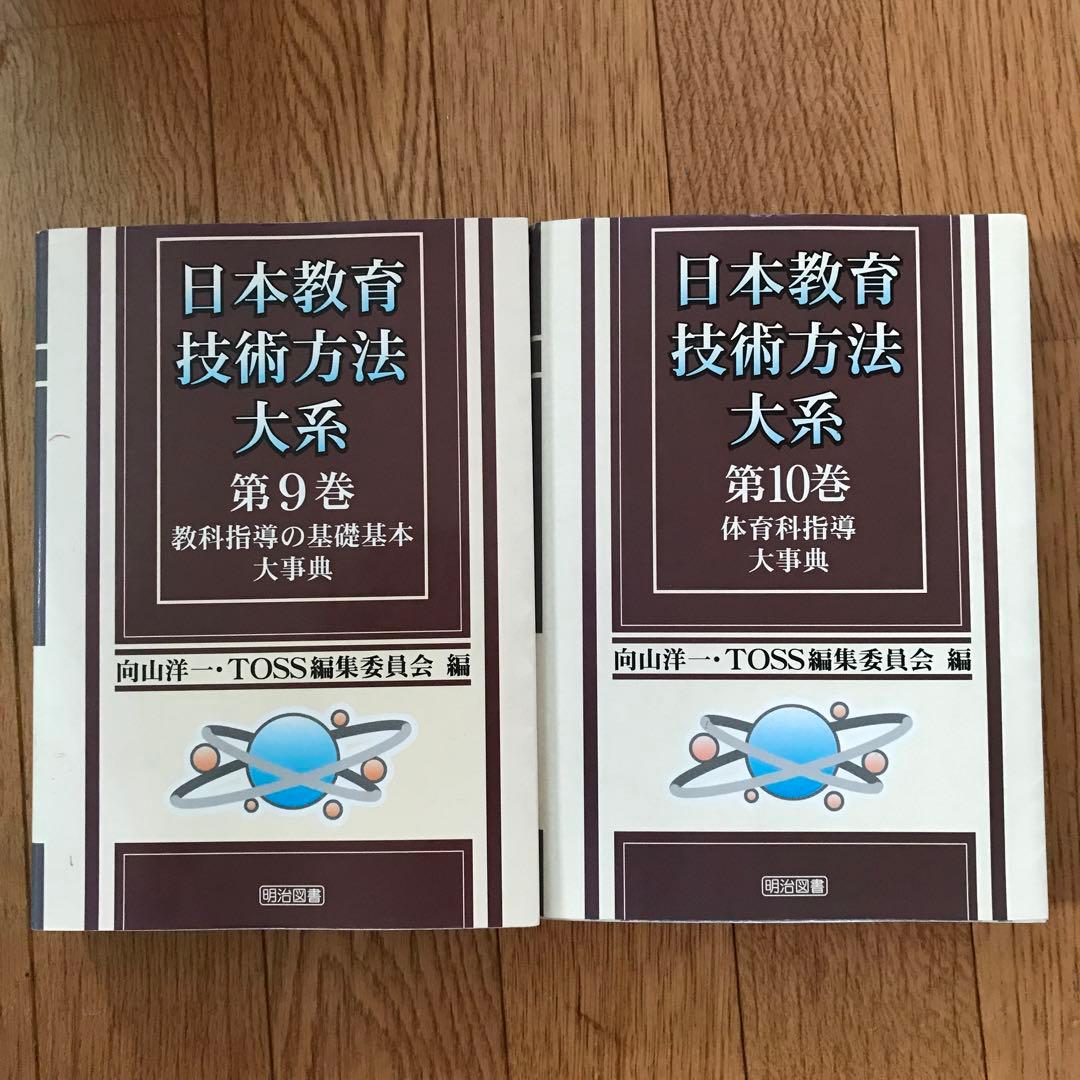 日本教育
技術方法
大系
第9巻
教科指導の基礎基本
大事典
向山洋一・TOSS編集委員会 編
明治図書
日本教育
技術方法
大系
第10巻
体育科指導
大事典
向山洋一・TOSS編集委員会 編
明治図書